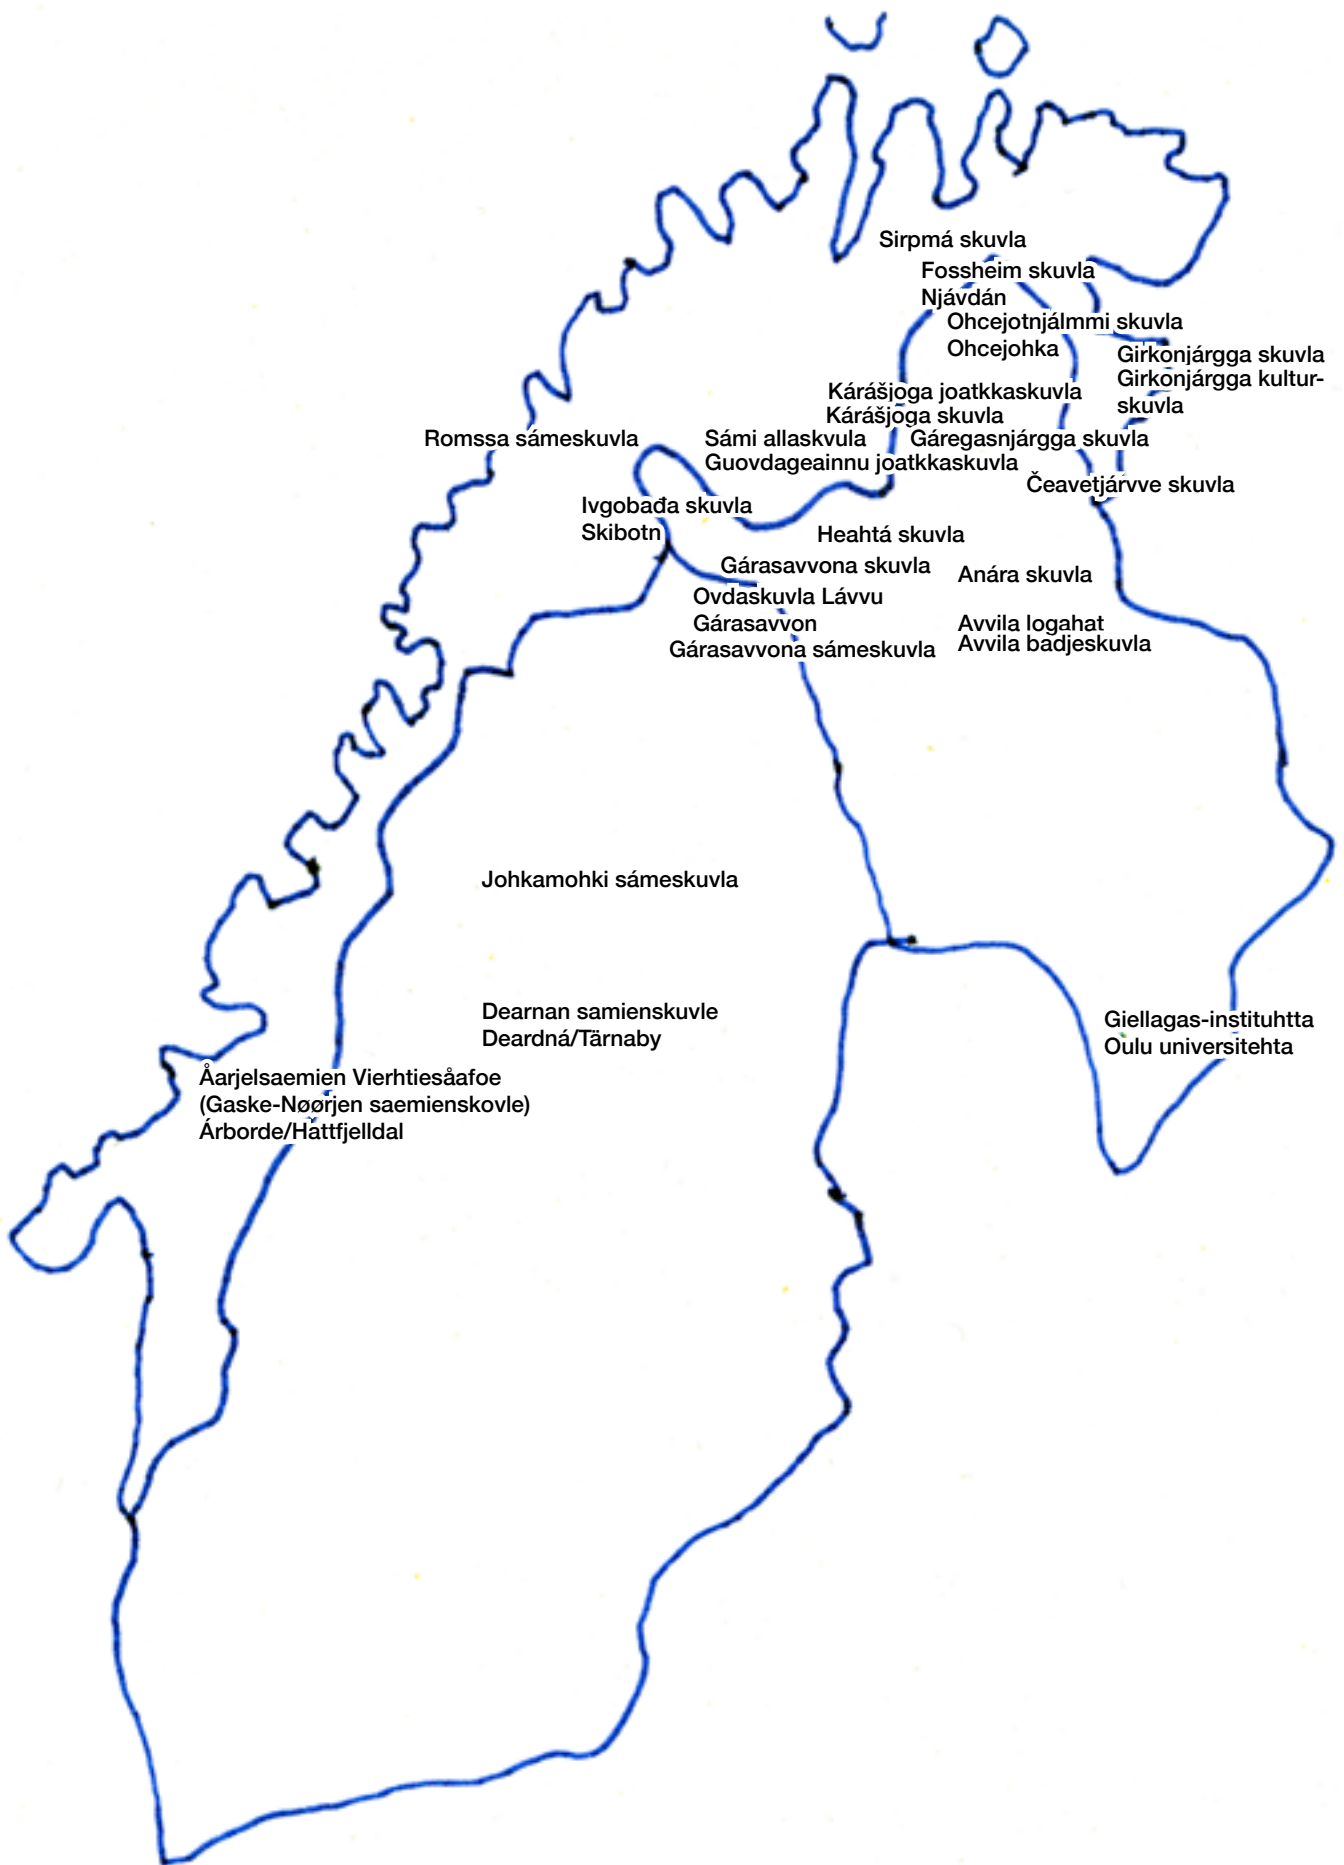 Sirpmá skuvla
Fossheim skuvla
Njávdán
Ohcejotnjálmmi skuvla
Ohcejohka
Girkonjárgga skuvla
Girkonjárgga kultur-
skuvla
Kárášjoga joatkkaskuvla
Kárášjoga skuvla
Romssa sámeskuvla
Sámi allaskvula
Gáregasnjárgga skuvla
Guovdageainnu joatkkaskuvla
Čeavetjárvve skuvla
Ivgobađa skuvla
Skibotn
Heahtá skuvla
Gárasavvona skuvla
Anára skuvla
Ovdaskuvla Lávvu
Gárasavvon
Gárasavvona sámeskuvla
Avvila logahat
Avvila badjeskuvla
Johkamohki sámeskuvla
Dearnan samienskuvle
Deardná/Tärnaby
Giellagas-instituhtta
Oulu universitehta
Åarjelsaemien Vierhtiesåafoe
(Gaske-Nøørjen saemienskovle)
Árborde/Hattfjelldal